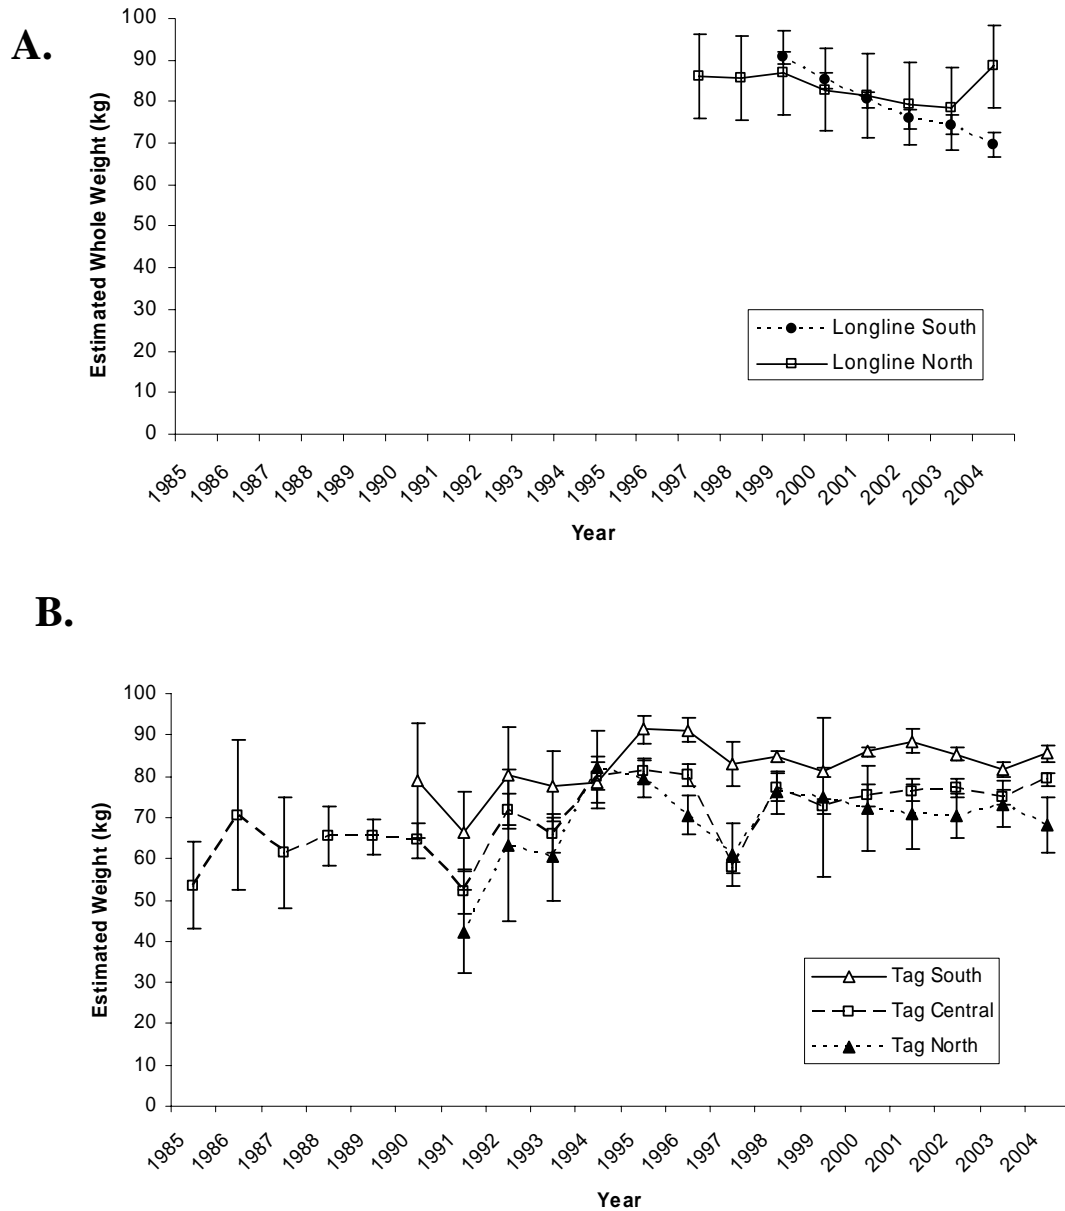 A.
Estimated Whole Weight (kg)
100
90
80
70
60
50
40
30
20
10
0
Longline South
Longline North
1985 1986 1987 1988 1989 1990 1991 1992 1993 1994 1995 1996 1997 1998 1999 2000 2001 2002 2003 2004
Year
B.
Estimated Weight (kg)
100
90
80
70
60
50
40
30
20
10
0
Tag South
Tag Central
Tag North
1985 1986 1987 1988 1989 1990 1991 1992 1993 1994 1995 1996 1997 1998 1999 2000 2001 2002 2003 2004
Year